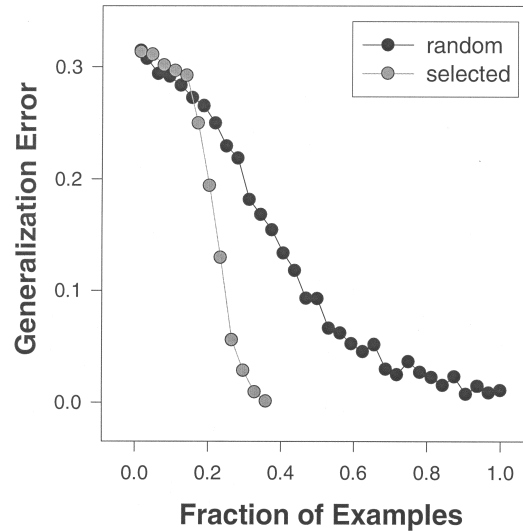 random
selected
Generalization Error
0.3
0.2
0.1
0.0
0.0 0.2 0.4 0.6 0.8 1.0
Fraction of Examples